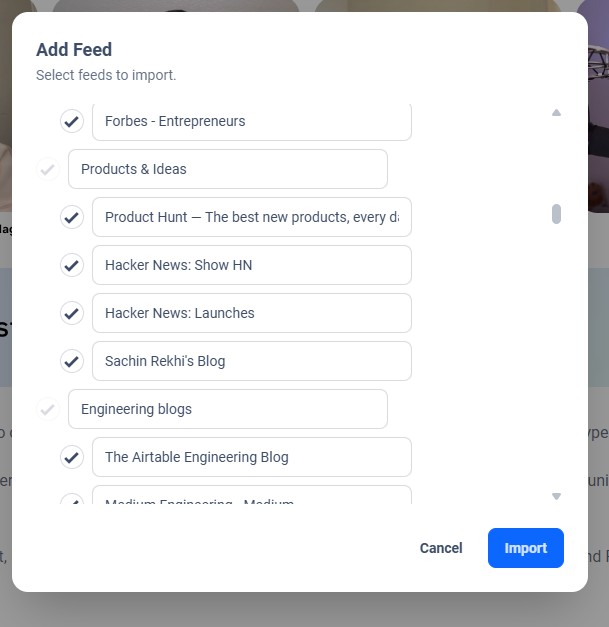 Add Feed
Select feeds to import.
Forbes - Entrepreneurs
Products & Ideas
Product Hunt — The best new products, every da
Hacker News: Show HN
Hacker News: Launches
Sachin Rekhi's Blog
Engineering blogs
The Airtable Engineering Blog
Medium Engineering - Medium
Cancel
Import